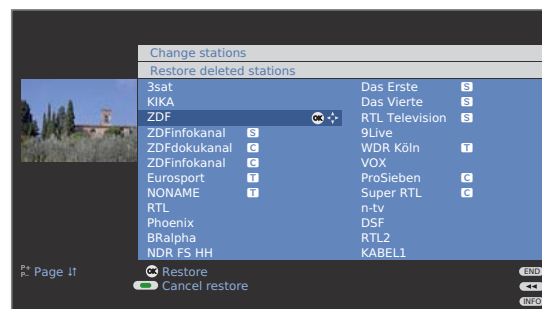 Change stations
Restore deleted stations
3sat
KIKA
ZDF OK
ZDFinfokanal S
ZDFdokukanal C
ZDFinfokanal C
Eurosport T
NONAME T
RTL
Phoenix
BRalpha
NDR FS HH
Das Erste S
Das Vierte S
RTL Television S
9Live
WDR Köln T
VOX
ProSieben C
Super RTL C
n-tv
DSF
RTL2
KABEL1
P+
P- Page
OK Restore
Cancel restore
END
INFO